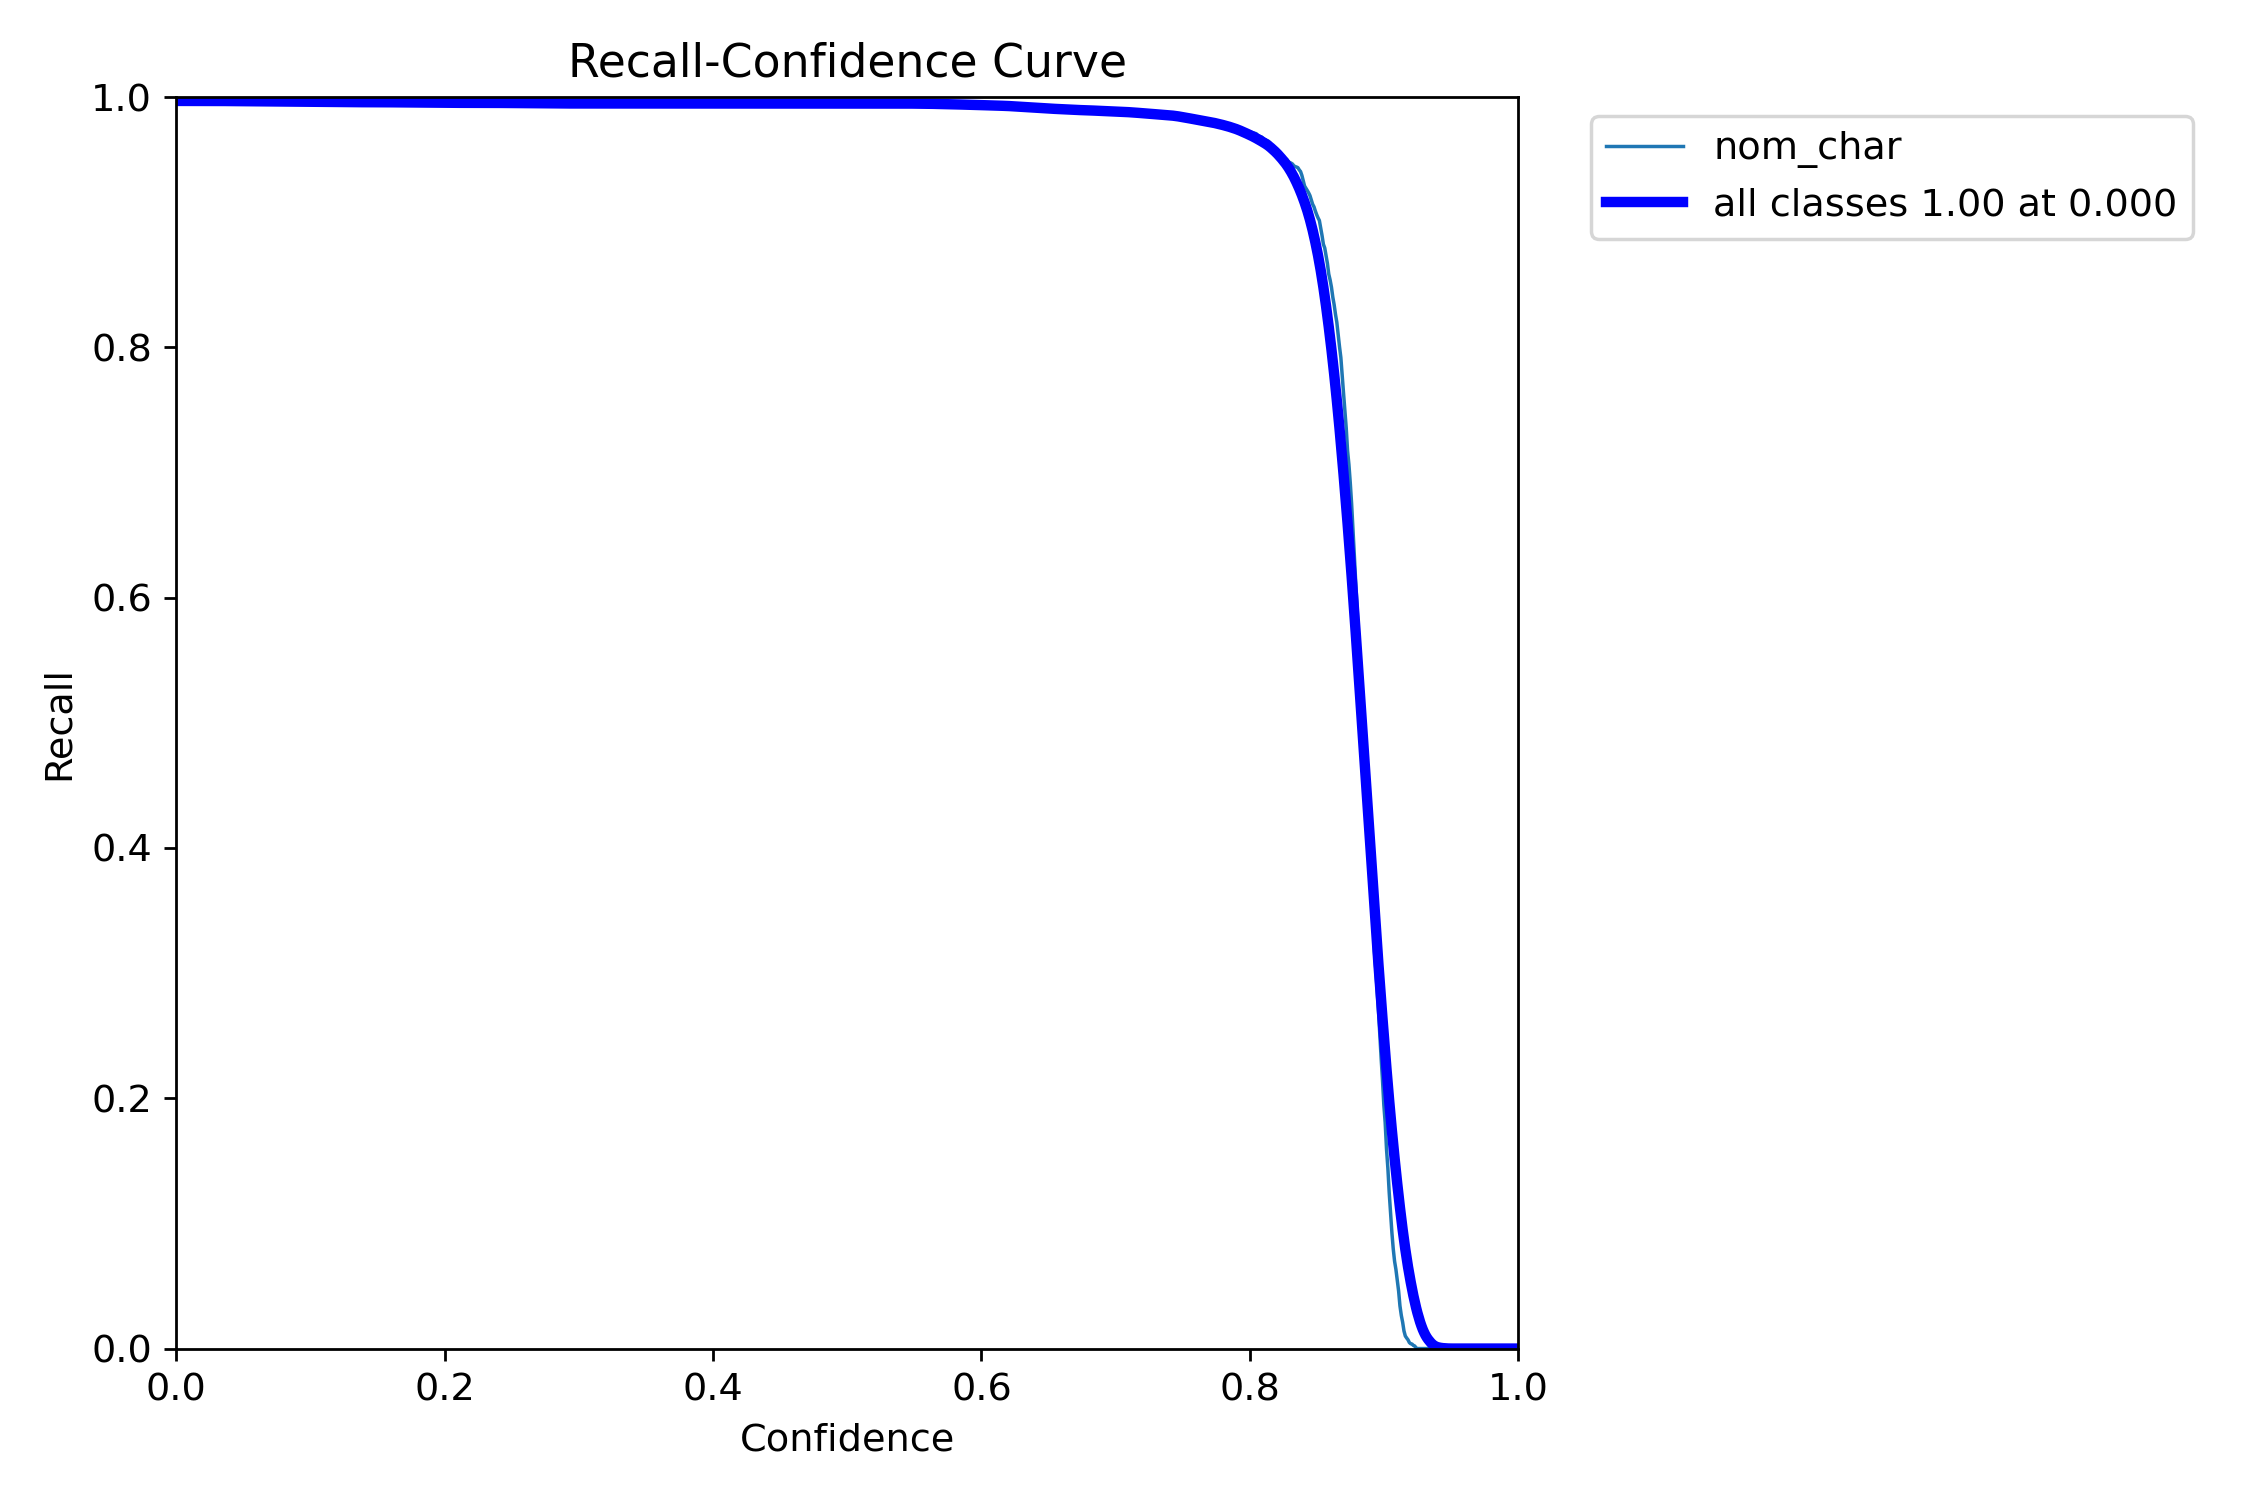 Recall-Confidence Curve
1.0
0.8
0.6
0.4
0.2
0.0
Recall
0.0 0.2 0.4 0.6 0.8 1.0
Confidence
nom_char
all classes 1.00 at 0.000